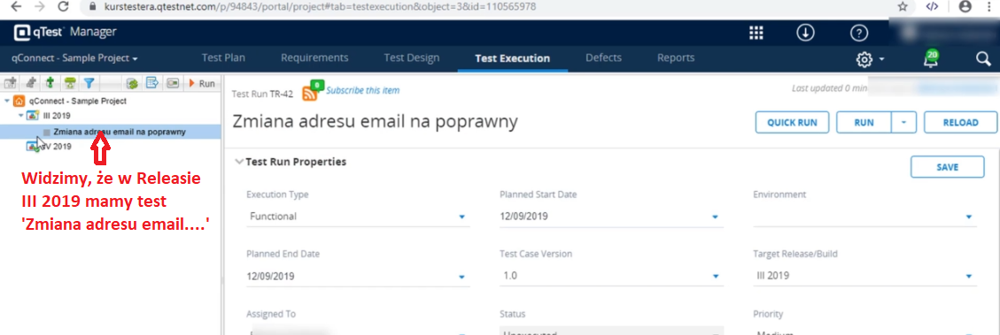 kurstestera.qtestnet.com/p/94843/portal/project#tab=testexecution&object=3&id=110565978
qTest Manager
qConnect - Sample Project
Test Plan
Requirements
Test Design
Test Execution
Defects
Reports
20
Run
qConnect - Sample Project
III 2019
Zmiana adresu email na poprawny
IV 2019
Widzimy, że w Releasie
III 2019 mamy test
'Zmiana adresu email....'
Test Run TR-42
0
Subscribe this item
Last updated 0 min
Zmiana adresu email na poprawny
QUICK RUN
RUN
RELOAD
Test Run Properties
SAVE
Execution Type
Planned Start Date
Environment
Functional
12/09/2019
Planned End Date
Test Case Version
Target Release/Build
12/09/2019
1.0
III 2019
Assigned To
Status
Priority
Unexecuted
Medium